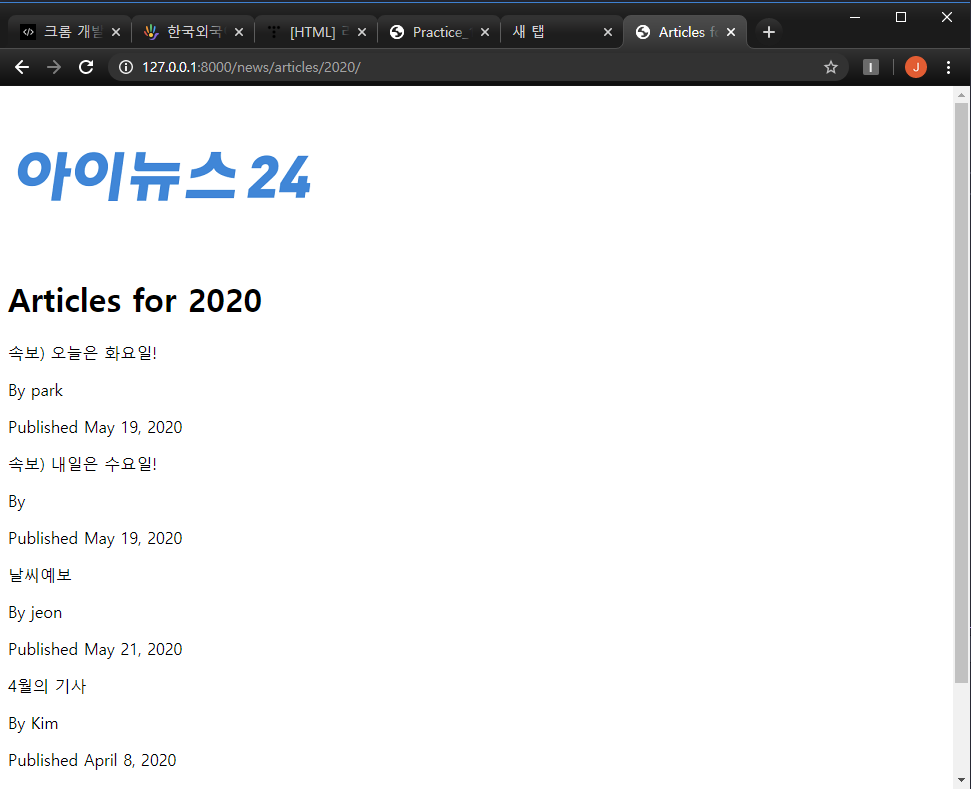 크롬 개발
한국외국
[HTML]
Practice_
새 탭
Articles fo
127.0.0.1:8000/news/articles/2020/
I
J
아이뉴스 24
Articles for 2020
속보) 오늘은 화요일!
By park
Published May 19, 2020
속보) 내일은 수요일!
By
Published May 19, 2020
날씨예보
By jeon
Published May 21, 2020
4월의 기사
By Kim
Published April 8, 2020